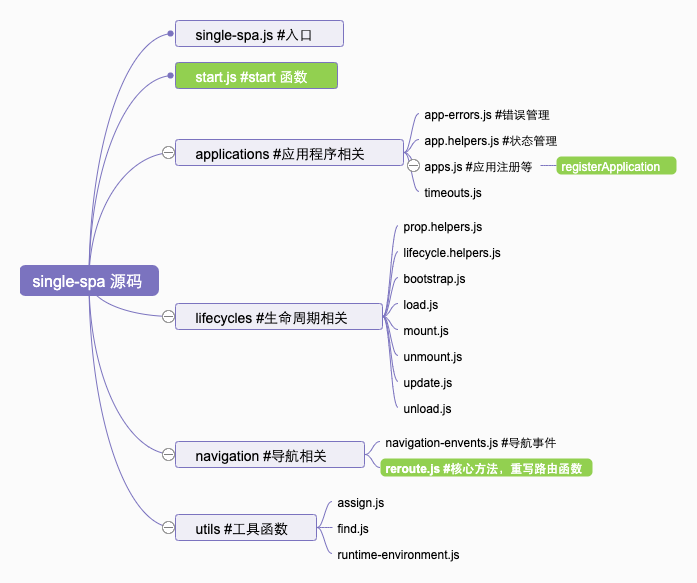 single-spa 源码
single-spa.js #入口
start.js #start 函数
applications #应用程序相关
app-errors.js #错误管理
app.helpers.js #状态管理
apps.js #应用注册等
registerApplication
timeouts.js
lifecycles #生命周期相关
prop.helpers.js
lifecycle.helpers.js
bootstrap.js
load.js
mount.js
unmount.js
update.js
unload.js
navigation #导航相关
navigation-envents.js #导航事件
reroute.js #核心方法，重写路由函数
utils #工具函数
assign.js
find.js
runtime-environment.js